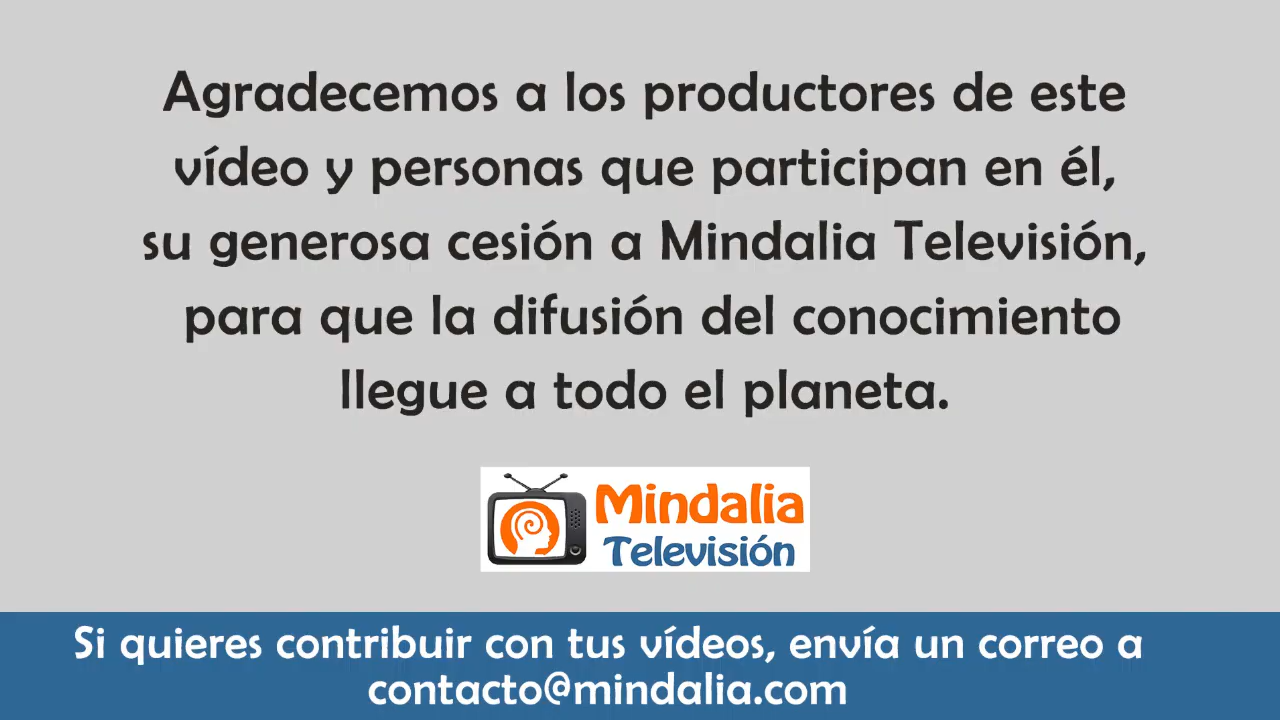 Agradecemos a los productores de este
vídeo y personas que participan en él,
su generosa cesión a Mindalia Televisión,
para que la difusión del conocimiento
llegue a todo el planeta.
Mindalia
Televisión
Si quieres contribuir con tus vídeos, envía un correo a
contacto@mindalia.com